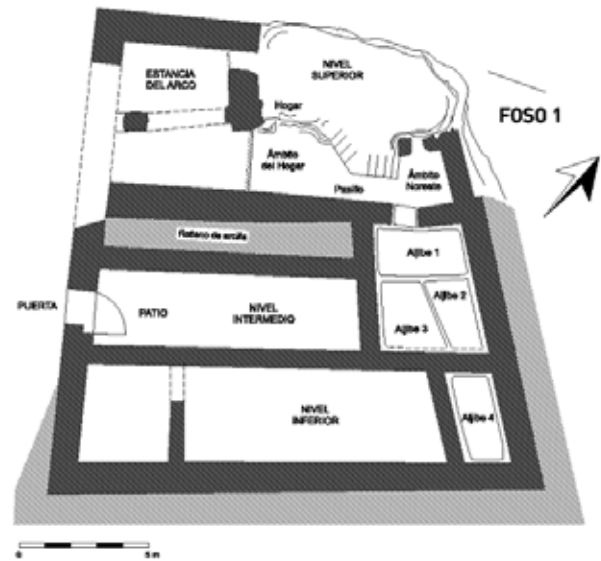 ESTANCIA
DEL ARCO
NIVEL
SUPERIOR
FOSO 1
Hogar
Ámbito
del Hogar
Pasillo
Ámbito
Noreste
Relleno de arcilla
Aljibe 1
Aljibe 2
Aljibe 3
PUERTA
PATIO
NIVEL
INTERMEDIO
NIVEL
INFERIOR
Aljibe 4
0
5 m